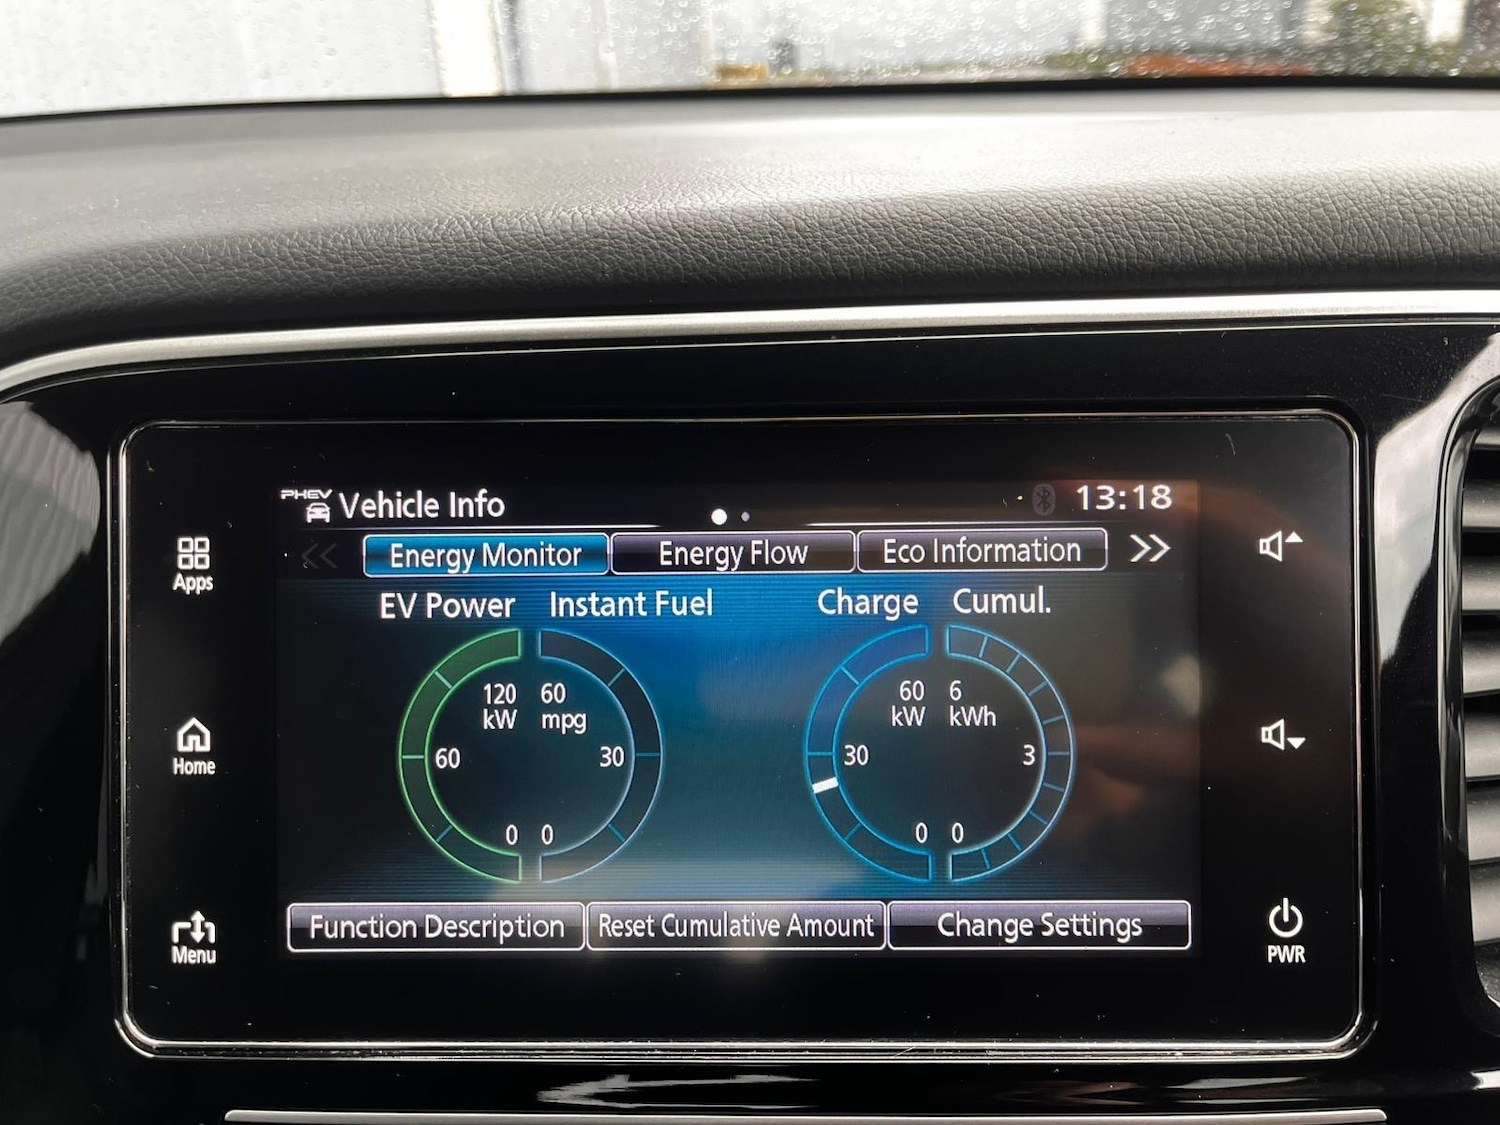 PHEV Vehicle Info 13:18
Energy Monitor Energy Flow Eco Information
EV Power Instant Fuel Charge Cumul.
120 60 60 6
kW mpg kW kWh
60 30 30 3
0 0 0 0
Function Description Reset Cumulative Amount Change Settings
Apps
Home
Menu
PWR